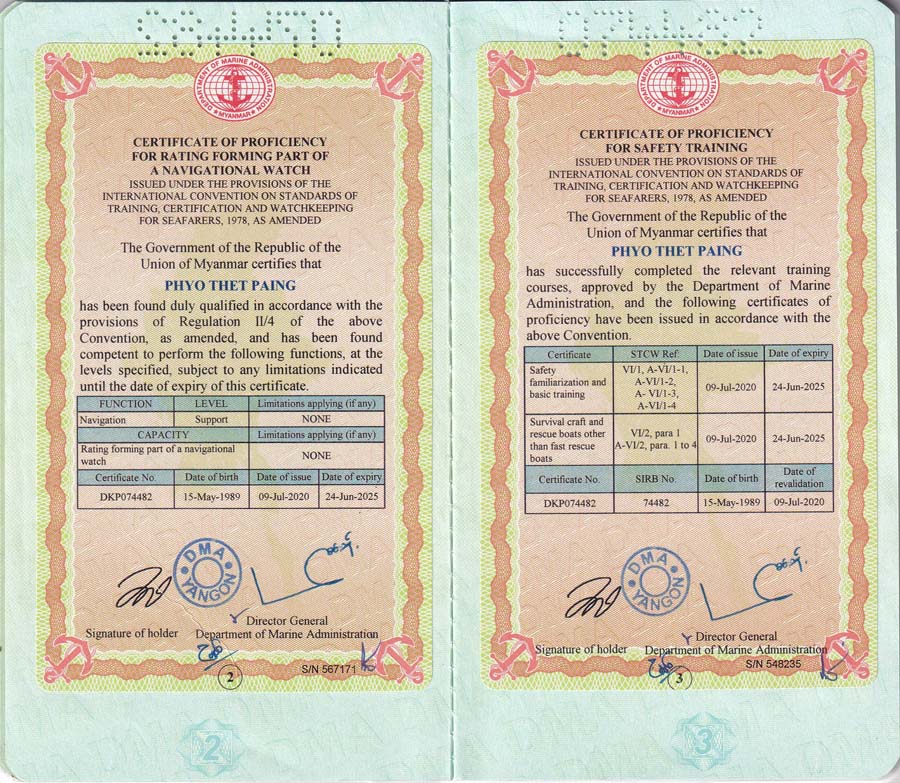 074482
DEPARTMENT OF MARINE ADMINISTRATION
MYANMAR
CERTIFICATE OF PROFICIENCY
FOR RATING FORMING PART OF
A NAVIGATIONAL WATCH
ISSUED UNDER THE PROVISIONS OF THE
INTERNATIONAL CONVENTION ON STANDARDS OF
TRAINING, CERTIFICATION AND WATCHKEEPING
FOR SEAFARERS, 1978, AS AMENDED
The Government of the Republic of the
Union of Myanmar certifies that
PHYO THET PAING
has been found duly qualified in accordance with the
provisions of Regulation II/4 of the above
Convention, as amended, and has been found
competent to perform the following functions, at the
levels specified, subject to any limitations indicated
until the date of expiry of this certificate.
FUNCTION LEVEL Limitations applying (if any)
Navigation Support NONE
CAPACITY Limitations applying (if any)
Rating forming part of a navigational
watch NONE
Certificate No. Date of birth Date of issue Date of expiry
DKP074482 15-May-1989 09-Jul-2020 24-Jun-2025
DMA
YANGON
Director General
Signature of holder Department of Marine Administration
S/N 567171
2
2
DEPARTMENT OF MARINE ADMINISTRATION
MYANMAR
CERTIFICATE OF PROFICIENCY
FOR SAFETY TRAINING
ISSUED UNDER THE PROVISIONS OF THE
INTERNATIONAL CONVENTION ON STANDARDS OF
TRAINING, CERTIFICATION AND WATCHKEEPING
FOR SEAFARERS, 1978, AS AMENDED
The Government of the Republic of the
Union of Myanmar certifies that
PHYO THET PAING
has successfully completed the relevant training
courses, approved by the Department of Marine
Administration, and the following certificates of
proficiency have been issued in accordance with the
above Convention.
Certificate STCW Ref: Date of issue Date of expiry
Safety
familiarization and
basic training
VI/1, A-VI/1-1,
A-VI/1-2,
A- VI/1-3,
A-VI/1-4
09-Jul-2020 24-Jun-2025
Survival craft and
rescue boats other
than fast rescue
boats
VI/2, para 1
A-VI/2, para. 1 to 4
09-Jul-2020 24-Jun-2025
Certificate No. SIRB No. Date of birth Date of
revalidation
DKP074482 74482 15-May-1989 09-Jul-2020
DMA
YANGON
Director General
Signature of holder Department of Marine Administration
S/N 548235
3
3